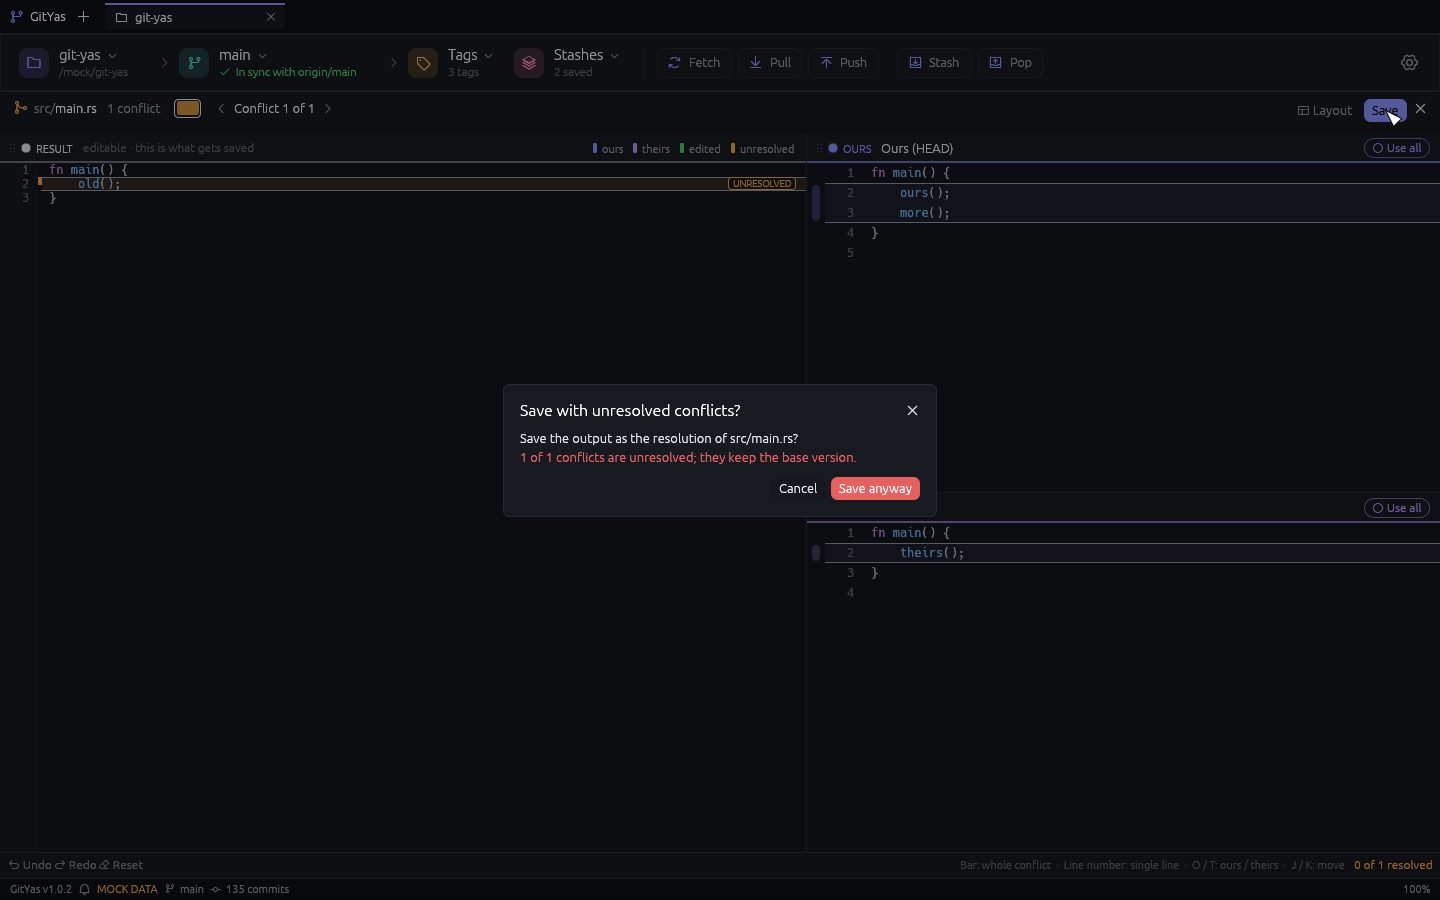 GitYas
git-yas
git-yas
/mock/git-yas
main
In sync with origin/main
Tags
3 tags
Stashes
2 saved
Fetch
Pull
Push
Stash
Pop
src/main.rs 1 conflict
Conflict 1 of 1
Layout
Save
RESULT editable · this is what gets saved
ours
theirs
edited
unresolved
1 fn main() {
2 old();
UNRESOLVED
3 }
OURS Ours (HEAD)
Use all
1 fn main() {
2 ours();
3 more();
4 }
5
Save with unresolved conflicts?
Save the output as the resolution of src/main.rs?
1 of 1 conflicts are unresolved; they keep the base version.
Cancel
Save anyway
Use all
1 fn main() {
2 theirs();
3 }
4
Undo Redo Reset
Bar: whole conflict · Line number: single line · O / T: ours / theirs · J / K: move 0 of 1 resolved
GitYas v1.0.2 MOCK DATA main 135 commits
100%